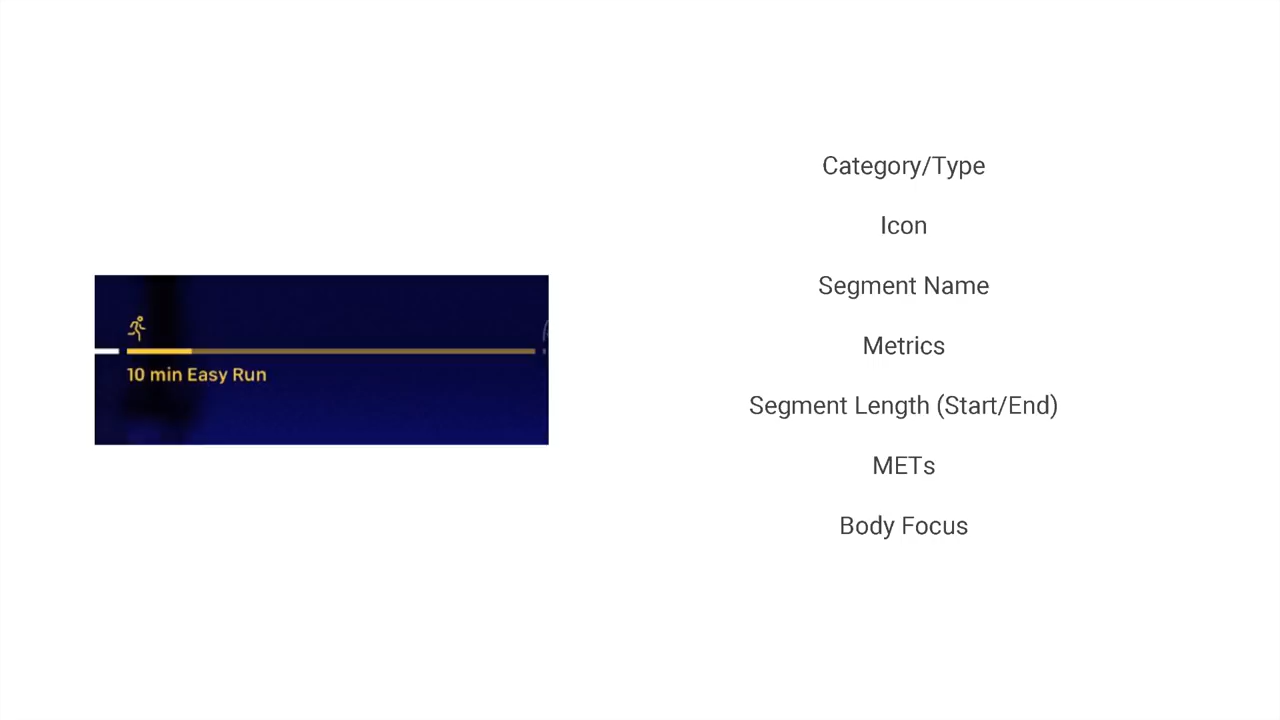 10 min Easy Run
Category/Type
Icon
Segment Name
Metrics
Segment Length (Start/End)
METs
Body Focus